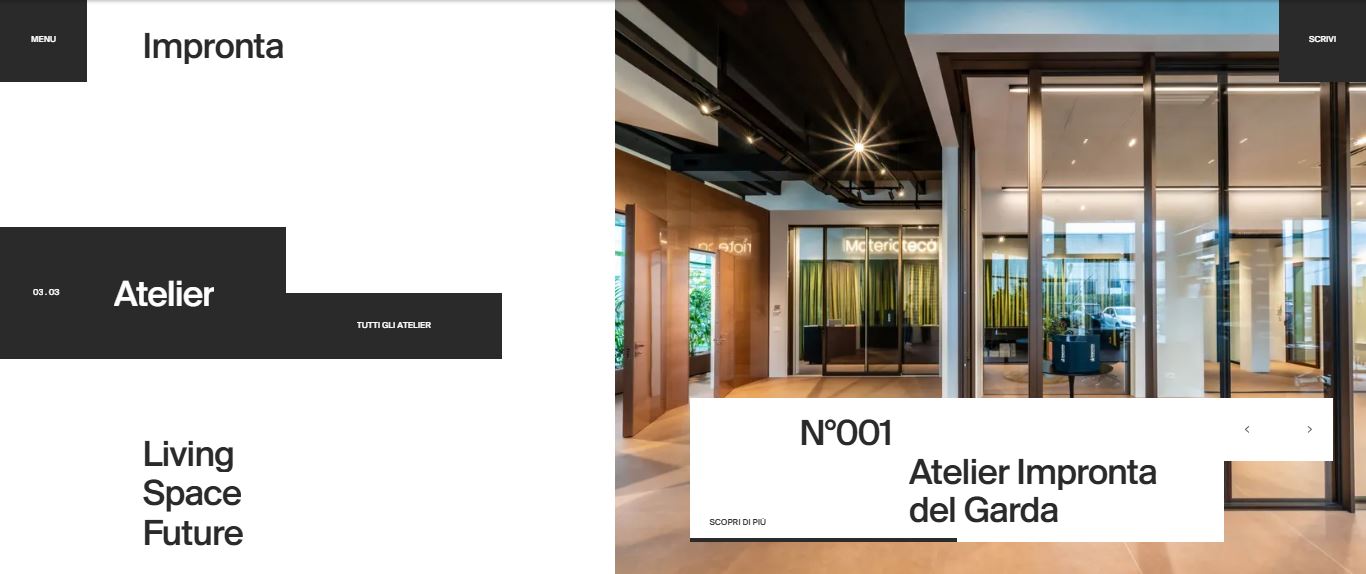 MENU
Impronta
SCRIVI
03.03
Atelier
TUTTI GLI ATELIER
Living
Space
Future
Materioteca
N°001
Atelier Impronta
del Garda
SCOPRI DI PIÙ